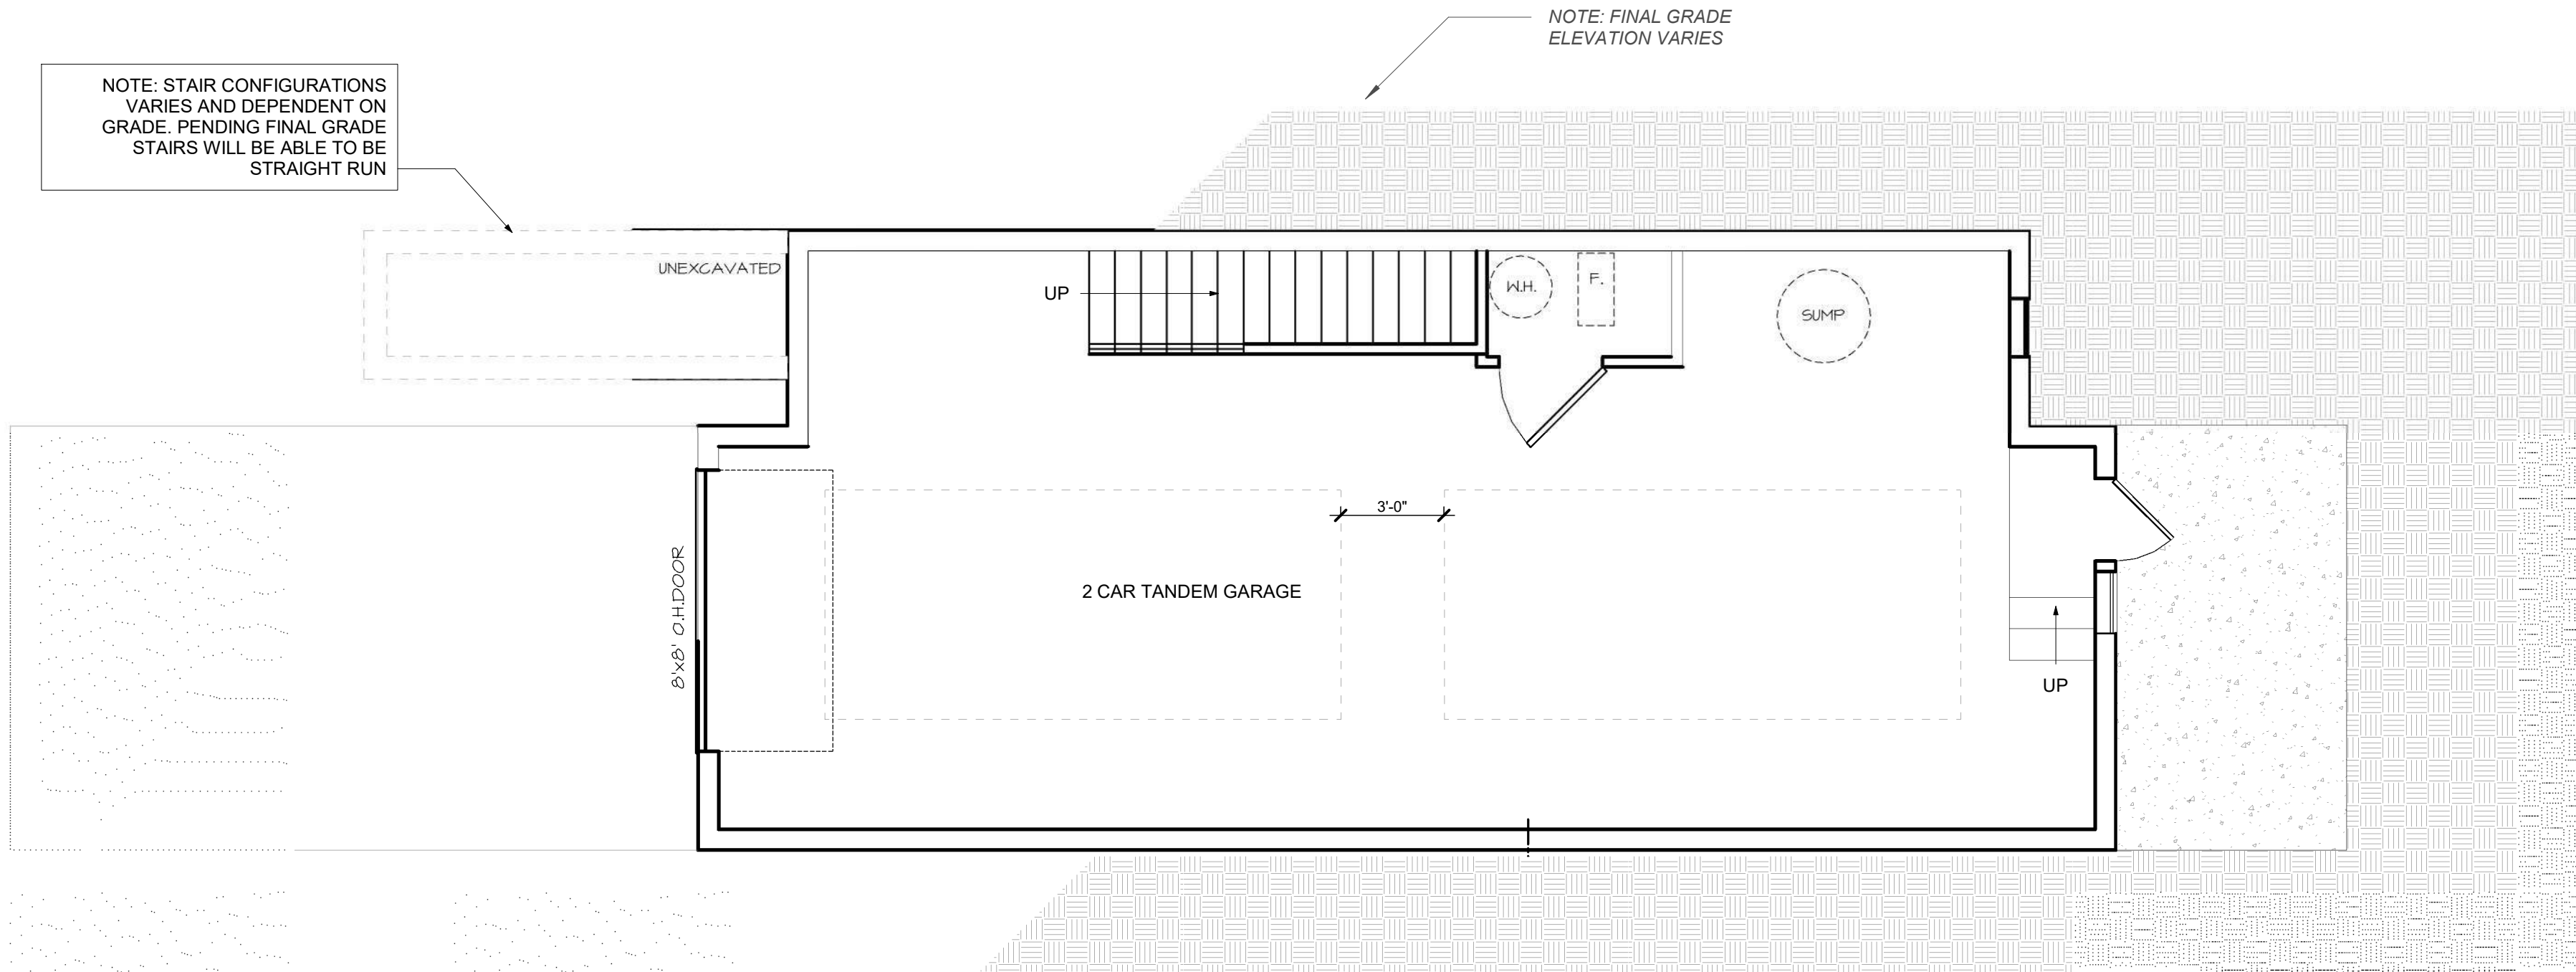 NOTE: FINAL GRADE
ELEVATION VARIES
NOTE: STAIR CONFIGURATIONS
VARIES AND DEPENDENT ON
GRADE. PENDING FINAL GRADE
STAIRS WILL BE ABLE TO BE
STRAIGHT RUN
UNEXCAVATED
UP
W.H.
F.
SUMP
3'-0"
8'x8' O.H.DOOR
2 CAR TANDEM GARAGE
UP